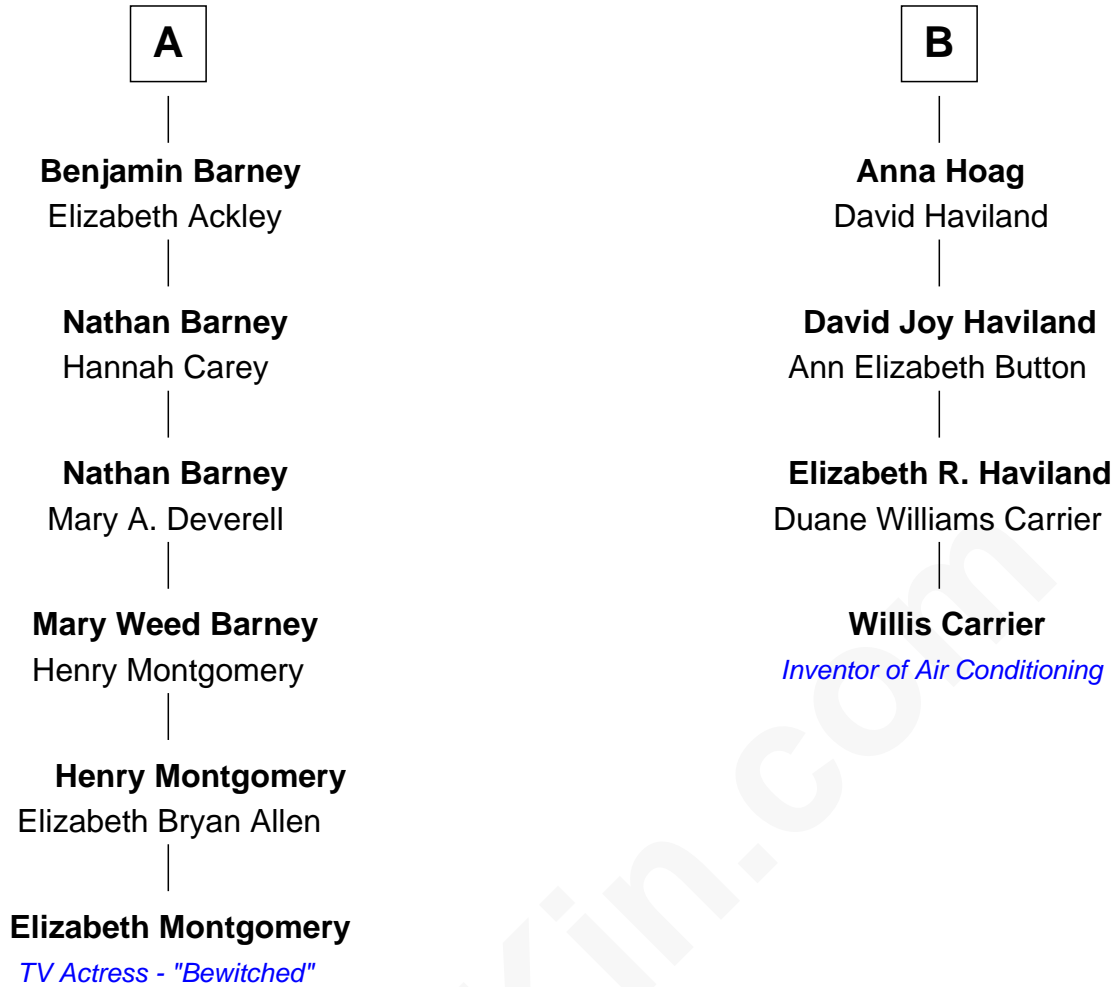 A
Benjamin Barney
Elizabeth Ackley
Nathan Barney
Hannah Carey
Nathan Barney
Mary A. Deverell
Mary Weed Barney
Henry Montgomery
Henry Montgomery
Elizabeth Bryan Allen
Elizabeth Montgomery
TV Actress - "Bewitched"
B
Anna Hoag
David Haviland
David Joy Haviland
Ann Elizabeth Button
Elizabeth R. Haviland
Duane Williams Carrier
Willis Carrier
Inventor of Air Conditioning
Kin.com